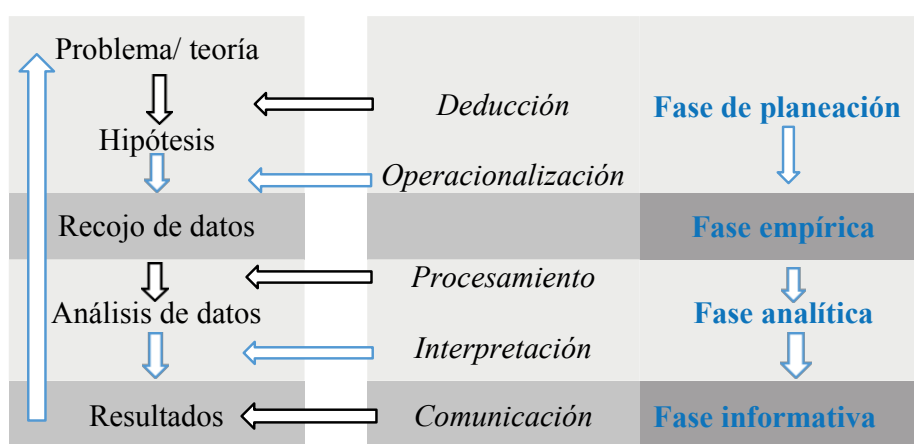 Problema/ teoría
Deducción
Fase de planeación
Hipótesis
Operacionalización
Recojo de datos
Fase empírica
Procesamiento
Análisis de datos
Fase analítica
Interpretación
Resultados
Comunicación
Fase informativa